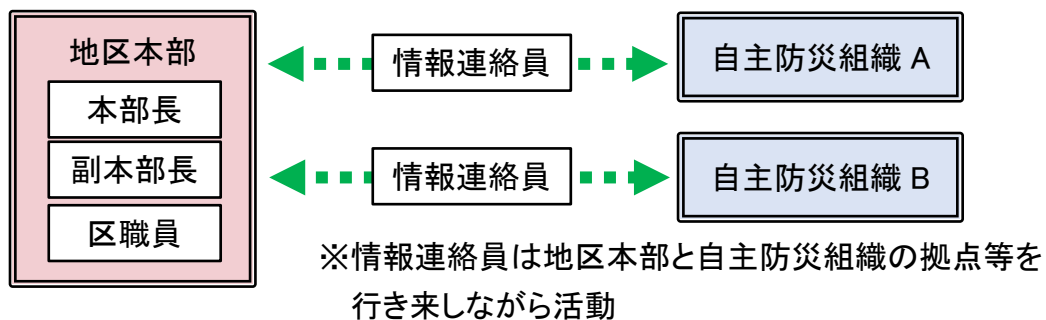 地区本部
本部長
副本部長
区職員
情報連絡員
自主防災組織 A
情報連絡員
自主防災組織 B
※情報連絡員は地区本部と自主防災組織の拠点等を
行き来しながら活動